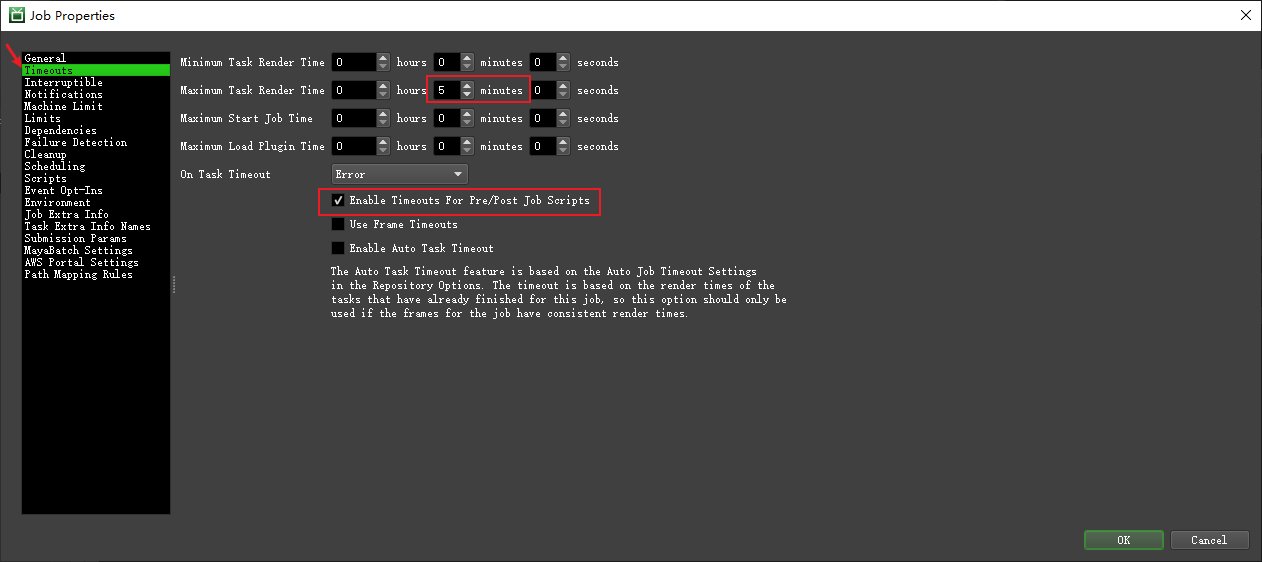 Job Properties
General
Timeouts
Interruptible
Notifications
Machine Limit
Limits
Dependencies
Failure Detection
Cleanup
Scheduling
Scripts
Event Opt-Ins
Environment
Job Extra Info
Task Extra Info Names
Submission Params
MayaBatch Settings
AWS Portal Settings
Path Mapping Rules
Minimum Task Render Time 0 hours 0 minutes 0 seconds
Maximum Task Render Time 0 hours 5 minutes 0 seconds
Maximum Start Job Time 0 hours 0 minutes 0 seconds
Maximum Load Plugin Time 0 hours 0 minutes 0 seconds
On Task Timeout Error
Enable Timeouts For Pre/Post Job Scripts
Use Frame Timeouts
Enable Auto Task Timeout
The Auto Task Timeout feature is based on the Auto Job Timeout Settings
in the Repository Options. The timeout is based on the render times of the
tasks that have already finished for this job, so this option should only be
used if the frames for the job have consistent render times.
OK Cancel